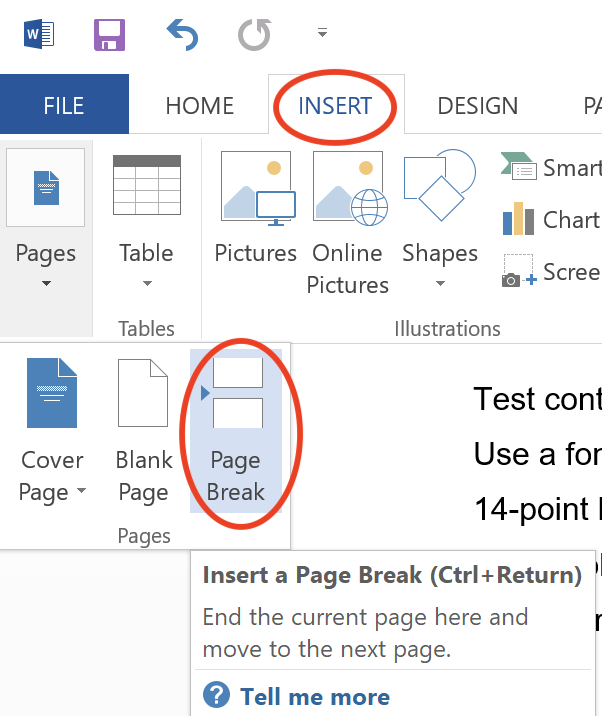 FILE HOME INSERT DESIGN PA
Pages
Table
Pictures
Online
Pictures
Shapes
Smart
Chart
Scree
Tables
Illustrations
Cover
Page
Blank
Page
Page
Break
Pages
Test cont
Use a for
14-point
Insert a Page Break (Ctrl+Return)
End the current page here and
move to the next page.
Tell me more